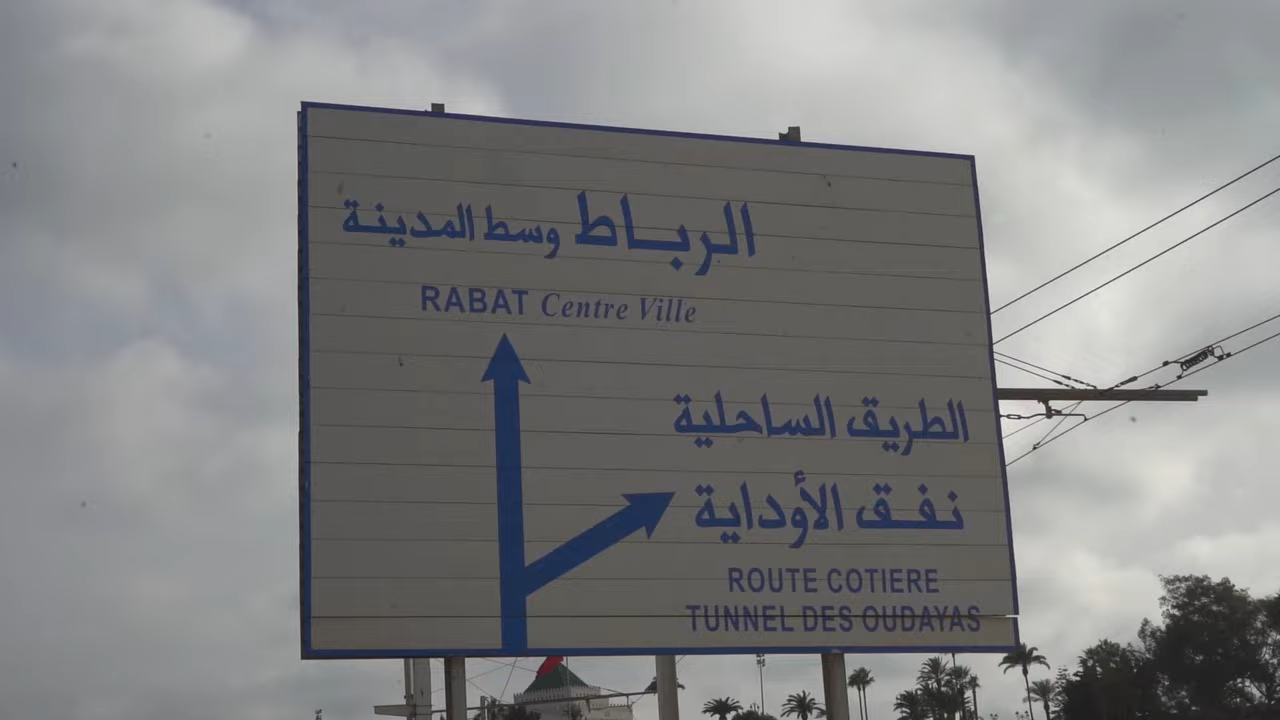 الرباط وسط المدينة
RABAT Centre Ville
الطريق الساحلية
نفق الأوداية
ROUTE COTIERE
TUNNEL DES OUDAYAS